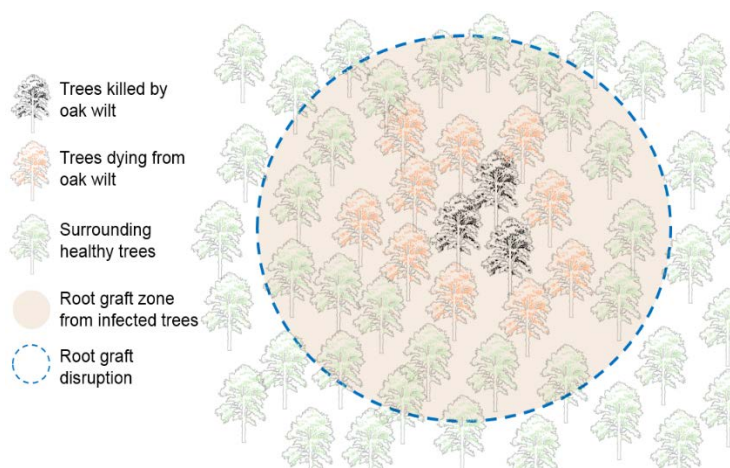 Trees killed by
oak wilt
Trees dying from
oak wilt
Surrounding
healthy trees
Root graft zone
from infected trees
Root graft
disruption